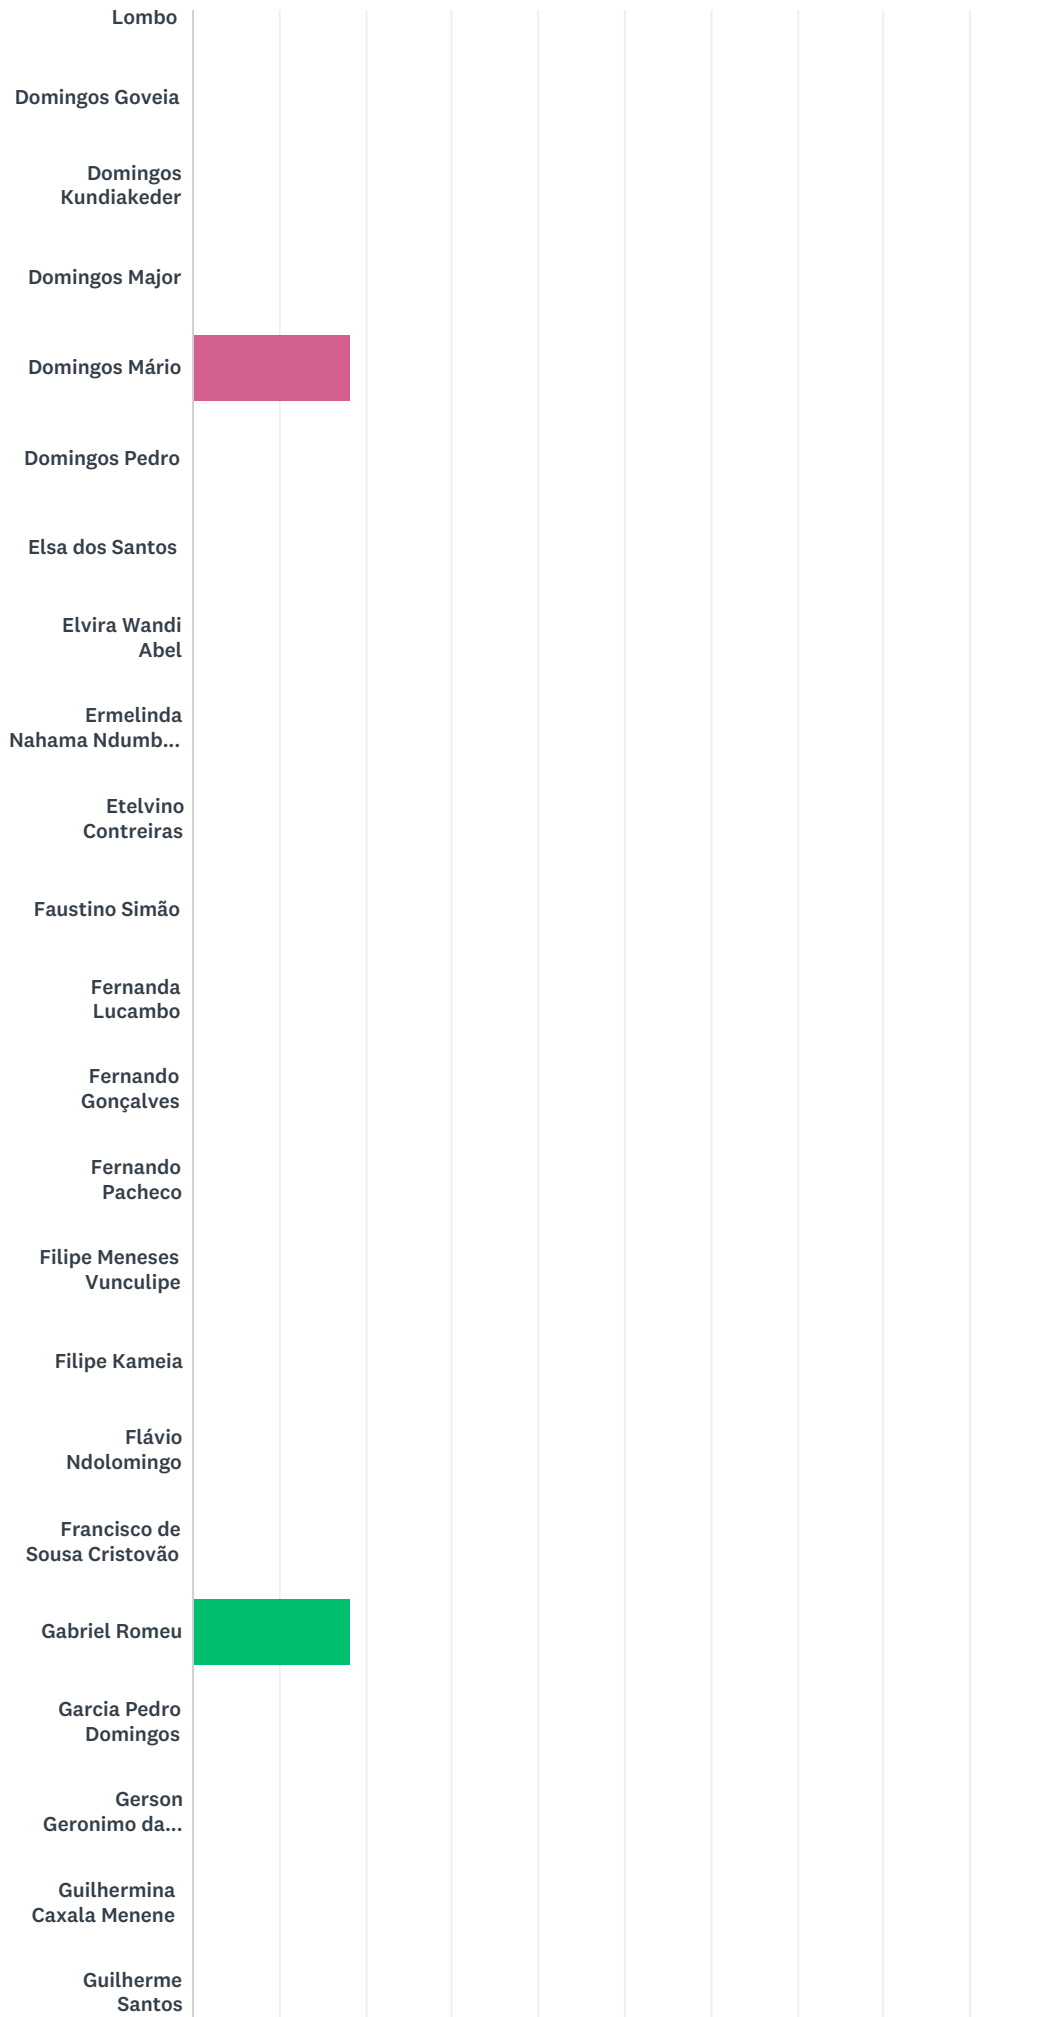 Lombo
Domingos Goveia
Domingos
Kundiakeder
Domingos Major
Domingos Mário
Domingos Pedro
Elsa dos Santos
Elvira Wandi
Abel
Ermelinda
Nahama Ndumb...
Etelvino
Contreiras
Faustino Simão
Fernanda
Lucambo
Fernando
Gonçalves
Fernando
Pacheco
Filipe Meneses
Vunculipe
Filipe Kameia
Flávio
Ndolomingo
Francisco de
Sousa Cristovão
Gabriel Romeu
Garcia Pedro
Domingos
Gerson
Geronimo da...
Guilhermina
Caxala Menene
Guilherme
Santos